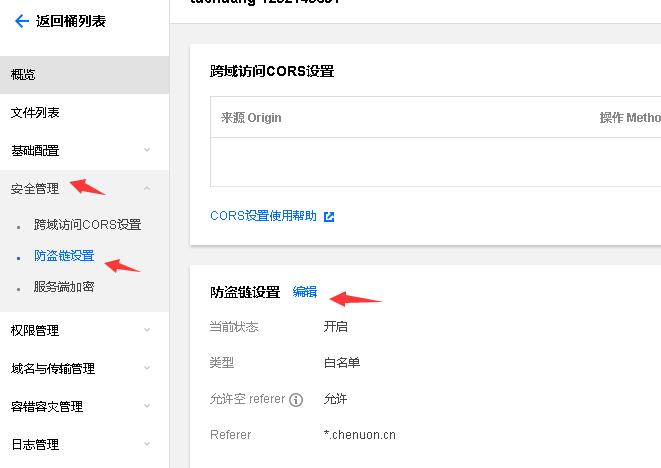 返回桶列表
概览
文件列表
基础配置
安全管理
跨域访问CORS设置
防盗链设置
服务端加密
权限管理
域名与传输管理
容错容灾管理
日志管理
跨域访问CORS设置
来源 Origin 操作 Metho
CORS设置使用帮助
防盗链设置 编辑
当前状态 开启
类型 白名单
允许空 referer 允许
Referer *.chenuon.cn